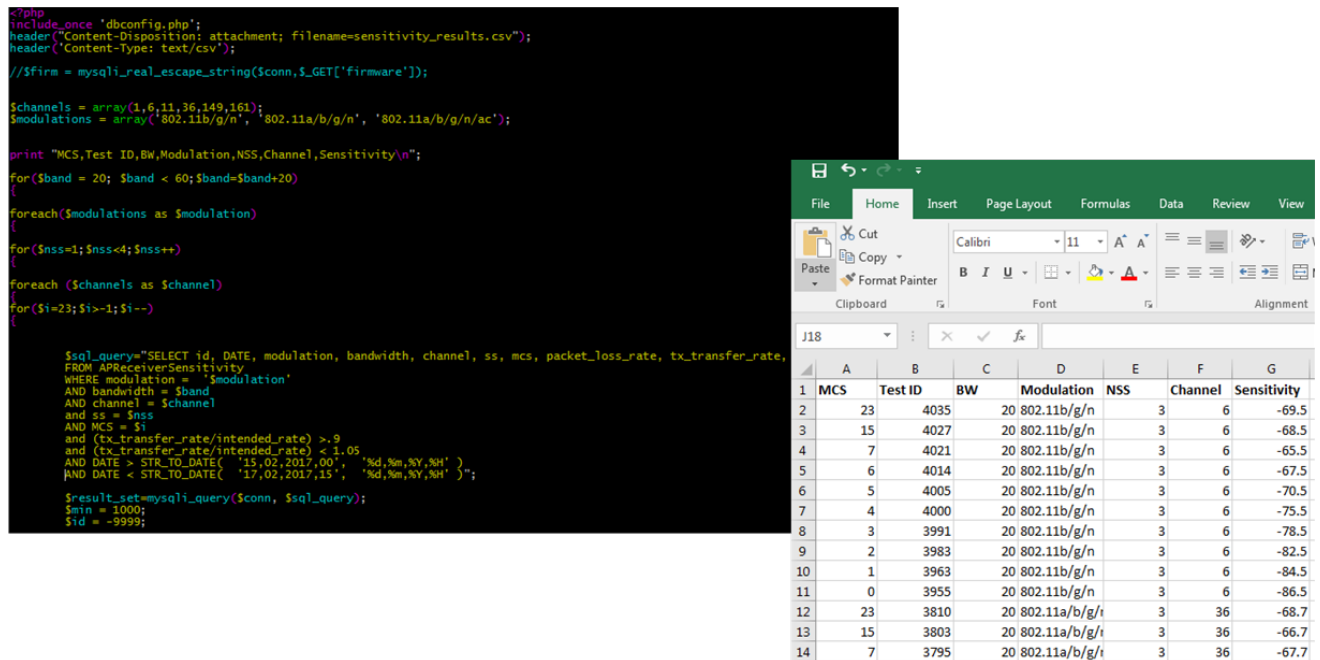 <?php
include_once 'dbconfig.php';
header("Content-Disposition: attachment; filename=sensitivity_results.csv");
header('Content-Type: text/csv');
//$firm = mysqli_real_escape_string($conn,$_GET['firmware']);
$channels = array(1,6,11,36,149,161);
$modulations = array('802.11b/g/n', '802.11a/b/g/n', '802.11a/b/g/n/ac');
print "MCS,Test ID,BW,Modulation,NSS,Channel,Sensitivity\n";
for($band = 20; $band < 60;$band=$band+20)
{
foreach($modulations as $modulation)
{
for($nss=1;$nss<4;$nss++)
{
foreach ($channels as $channel)
{
for($i=23;$i>-1;$i--)
{
$sql_query="SELECT id, DATE, modulation, bandwidth, channel, ss, mcs, packet_loss_rate, tx_transfer_rate,
FROM APReceiverSensitivity
WHERE modulation = '$modulation'
AND bandwidth = $band
AND channel = $channel
and ss = $nss
AND MCS = $i
and (tx_transfer_rate/intended_rate) >.9
and (tx_transfer_rate/intended_rate) < 1.05
AND DATE > STR_TO_DATE( '15,02,2017,00', '%d,%m,%Y,%H' )
AND DATE < STR_TO_DATE( '17,02,2017,15', '%d,%m,%Y,%H' )";
$result_set=mysqli_query($conn, $sql_query);
$min = 1000;
$id = -9999;
File Home Insert Page Layout Formulas Data Review View
Paste
Cut
Copy
Format Painter
Clipboard
Calibri 11 A A
B I U A
Font
Alignment
J18 fx
A B C D E F G
1 MCS Test ID BW Modulation NSS Channel Sensitivity
2 23 4035 20 802.11b/g/n 3 6 -69.5
3 15 4027 20 802.11b/g/n 3 6 -68.5
4 7 4021 20 802.11b/g/n 3 6 -65.5
5 6 4014 20 802.11b/g/n 3 6 -67.5
6 5 4005 20 802.11b/g/n 3 6 -70.5
7 4 4000 20 802.11b/g/n 3 6 -75.5
8 3 3991 20 802.11b/g/n 3 6 -78.5
9 2 3983 20 802.11b/g/n 3 6 -82.5
10 1 3963 20 802.11b/g/n 3 6 -84.5
11 0 3955 20 802.11b/g/n 3 6 -86.5
12 23 3810 20 802.11a/b/g/ 3 36 -68.7
13 15 3803 20 802.11a/b/g/ 3 36 -66.7
14 7 3795 20 802.11a/b/g/ 3 36 -67.7